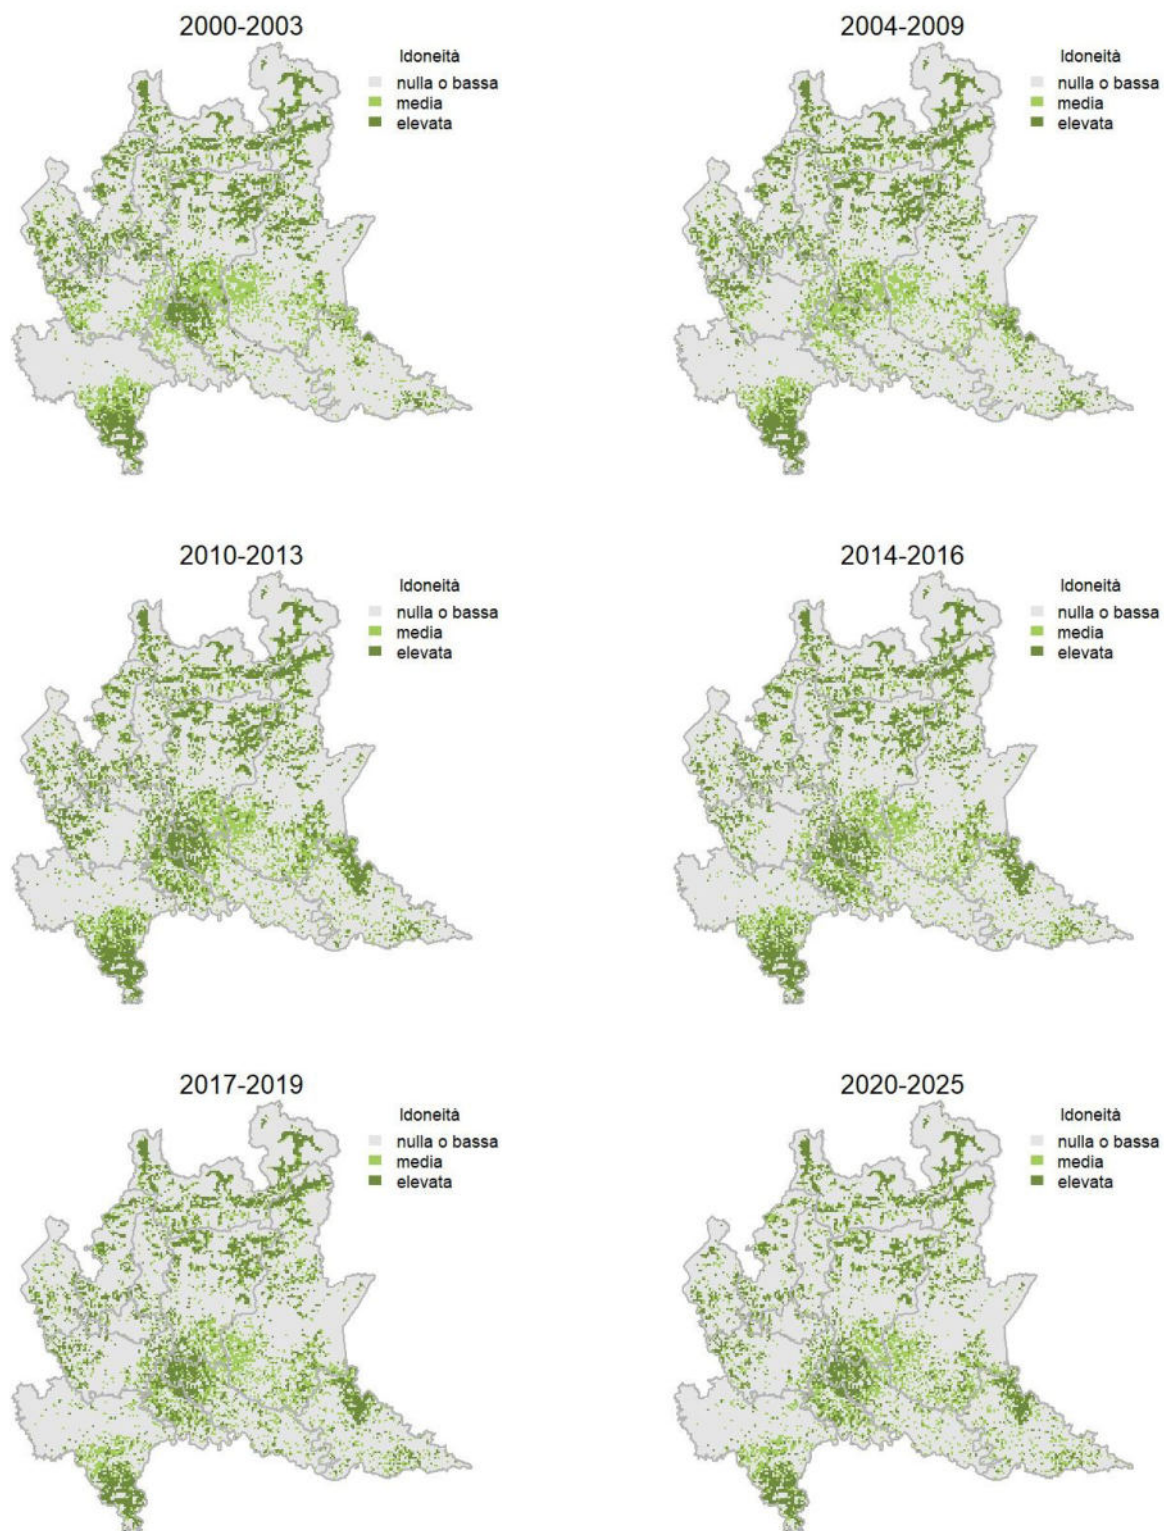 2000-2003
Idoneità
nulla o bassa
media
elevata
2004-2009
Idoneità
nulla o bassa
media
elevata
2010-2013
Idoneità
nulla o bassa
media
elevata
2014-2016
Idoneità
nulla o bassa
media
elevata
2017-2019
Idoneità
nulla o bassa
media
elevata
2020-2025
Idoneità
nulla o bassa
media
elevata